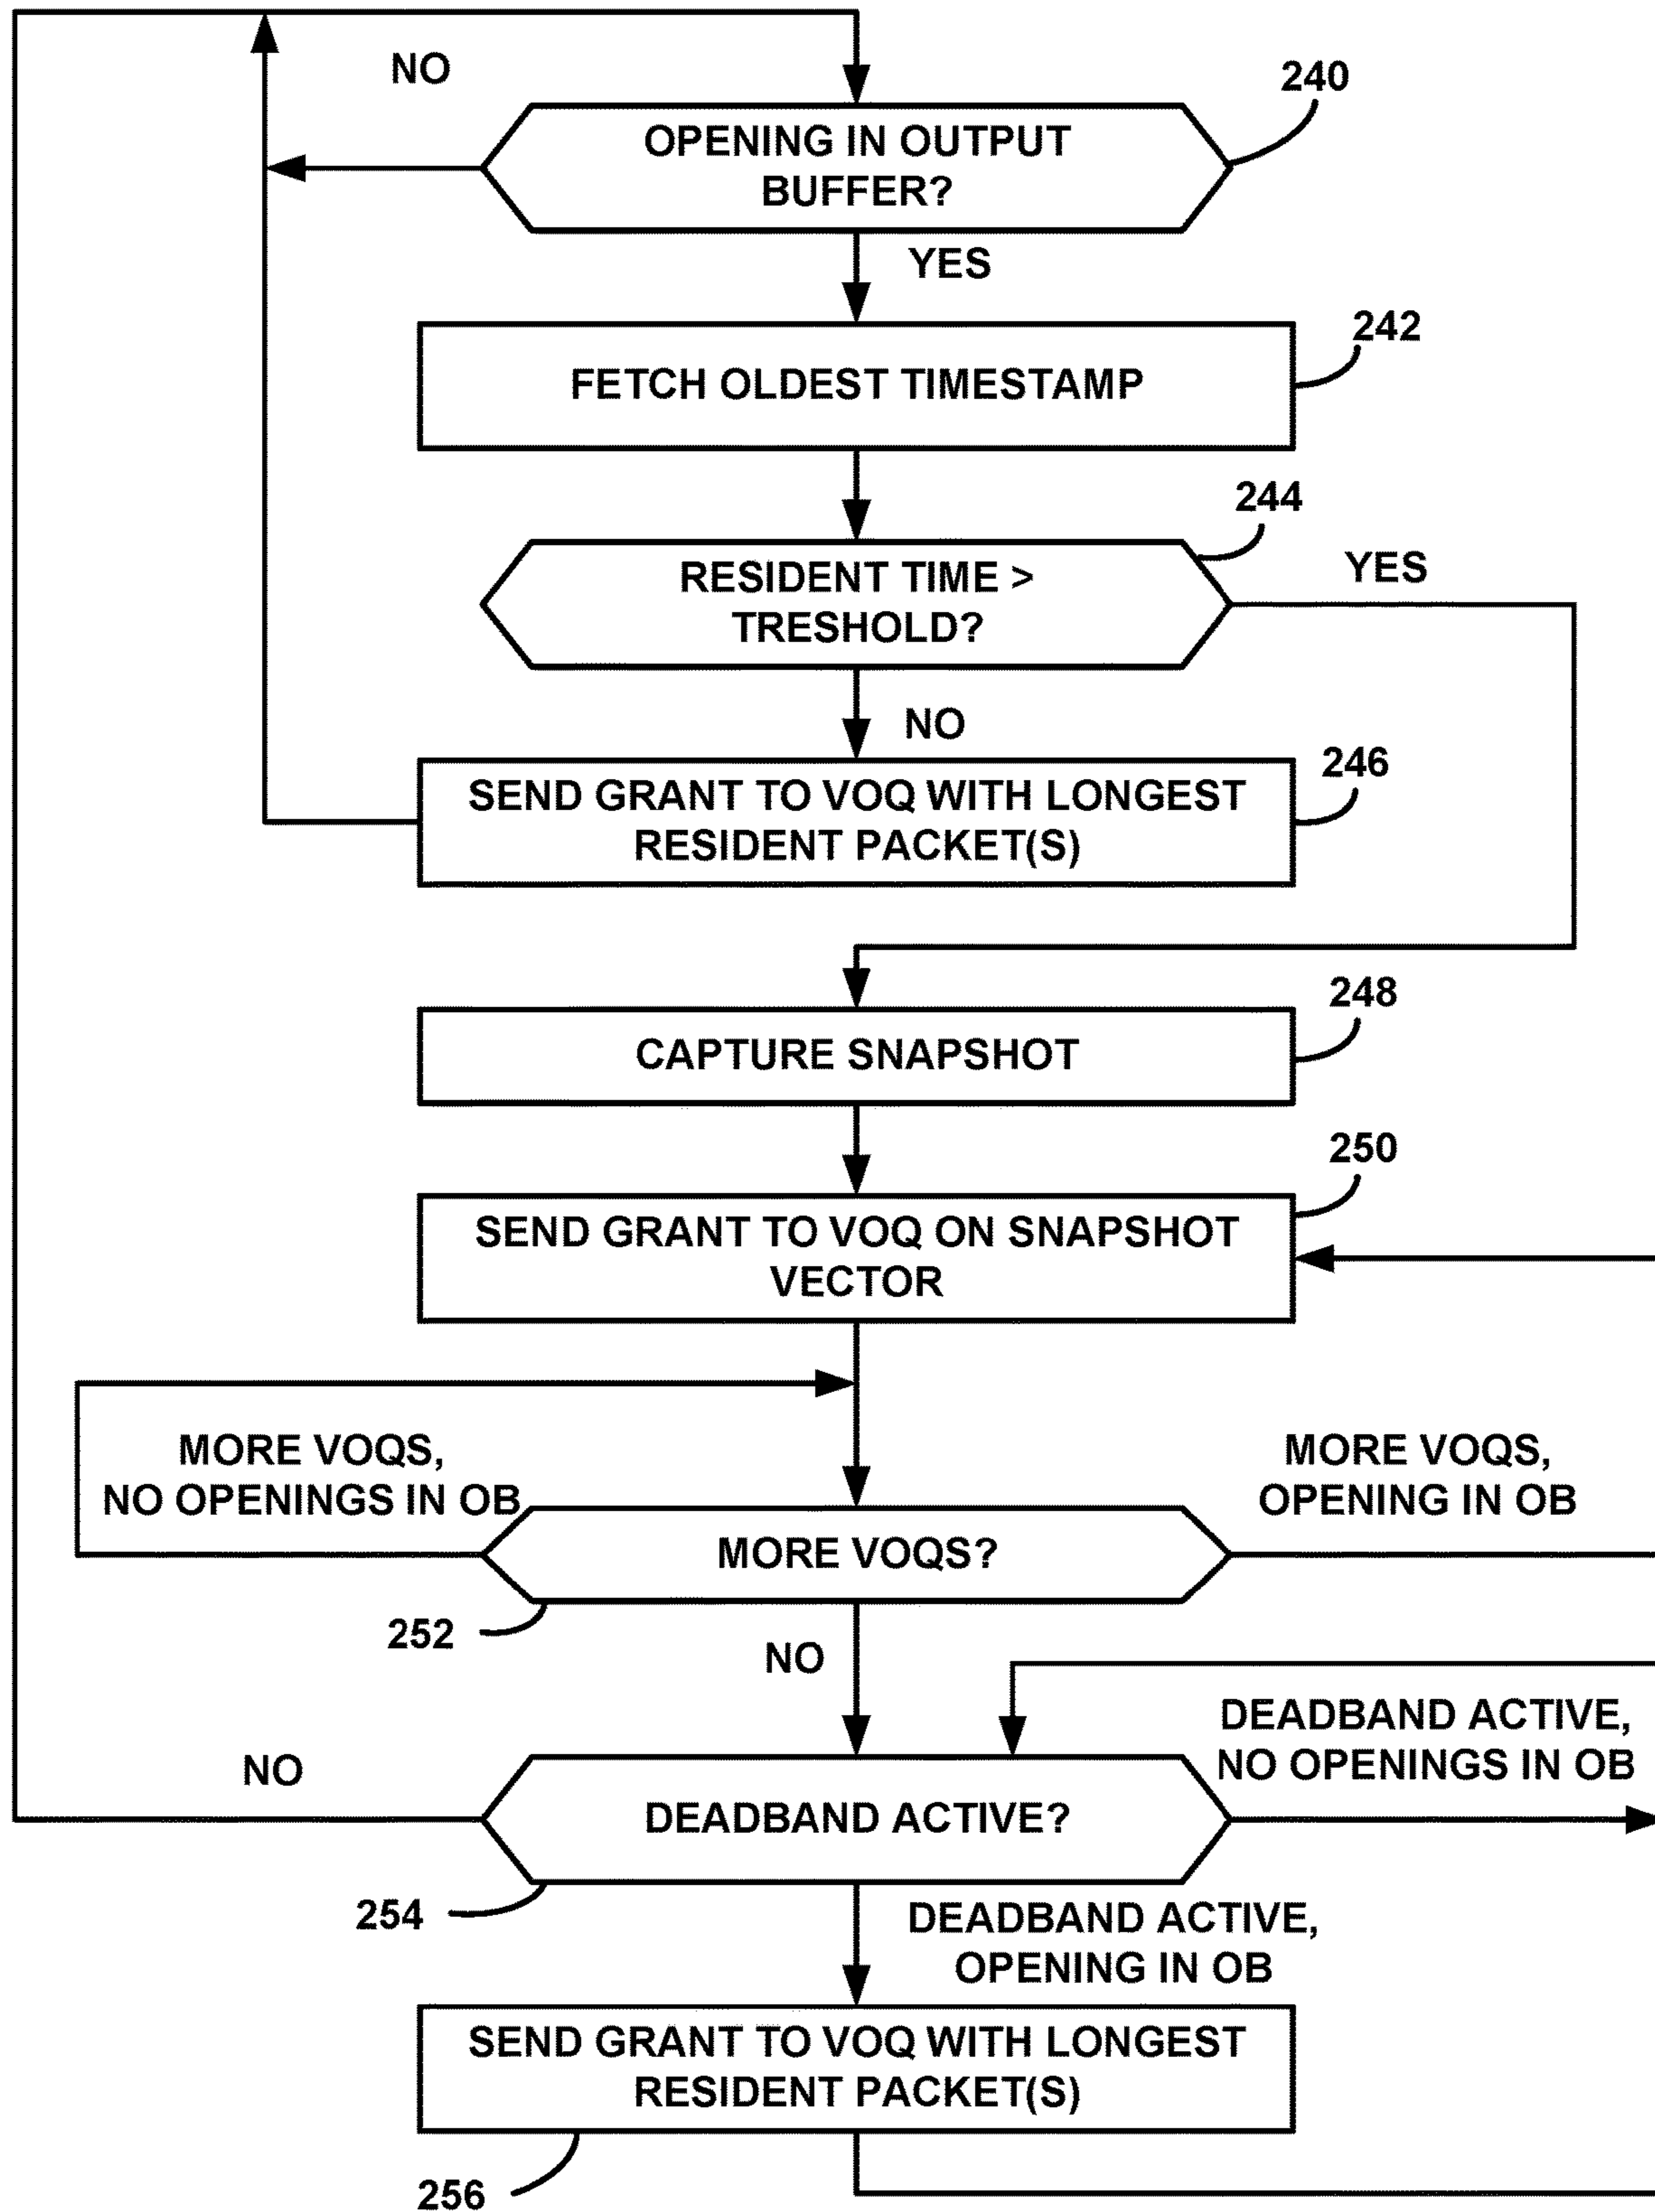 NO
240
OPENING IN OUTPUT
BUFFER?
YES
242
FETCH OLDEST TIMESTAMP
244
YES
RESIDENT TIME >
TRESHOLD?
NO
246
SEND GRANT TO VOQ WITH LONGEST
RESIDENT PACKET(S)
248
CAPTURE SNAPSHOT
250
SEND GRANT TO VOQ ON SNAPSHOT
VECTOR
MORE VOQS,
NO OPENINGS IN OB
MORE VOQS,
OPENING IN OB
MORE VOQS?
252
NO
DEADBAND ACTIVE,
NO OPENINGS IN OB
NO
DEADBAND ACTIVE?
254
DEADBAND ACTIVE,
OPENING IN OB
SEND GRANT TO VOQ WITH LONGEST
RESIDENT PACKET(S)
256